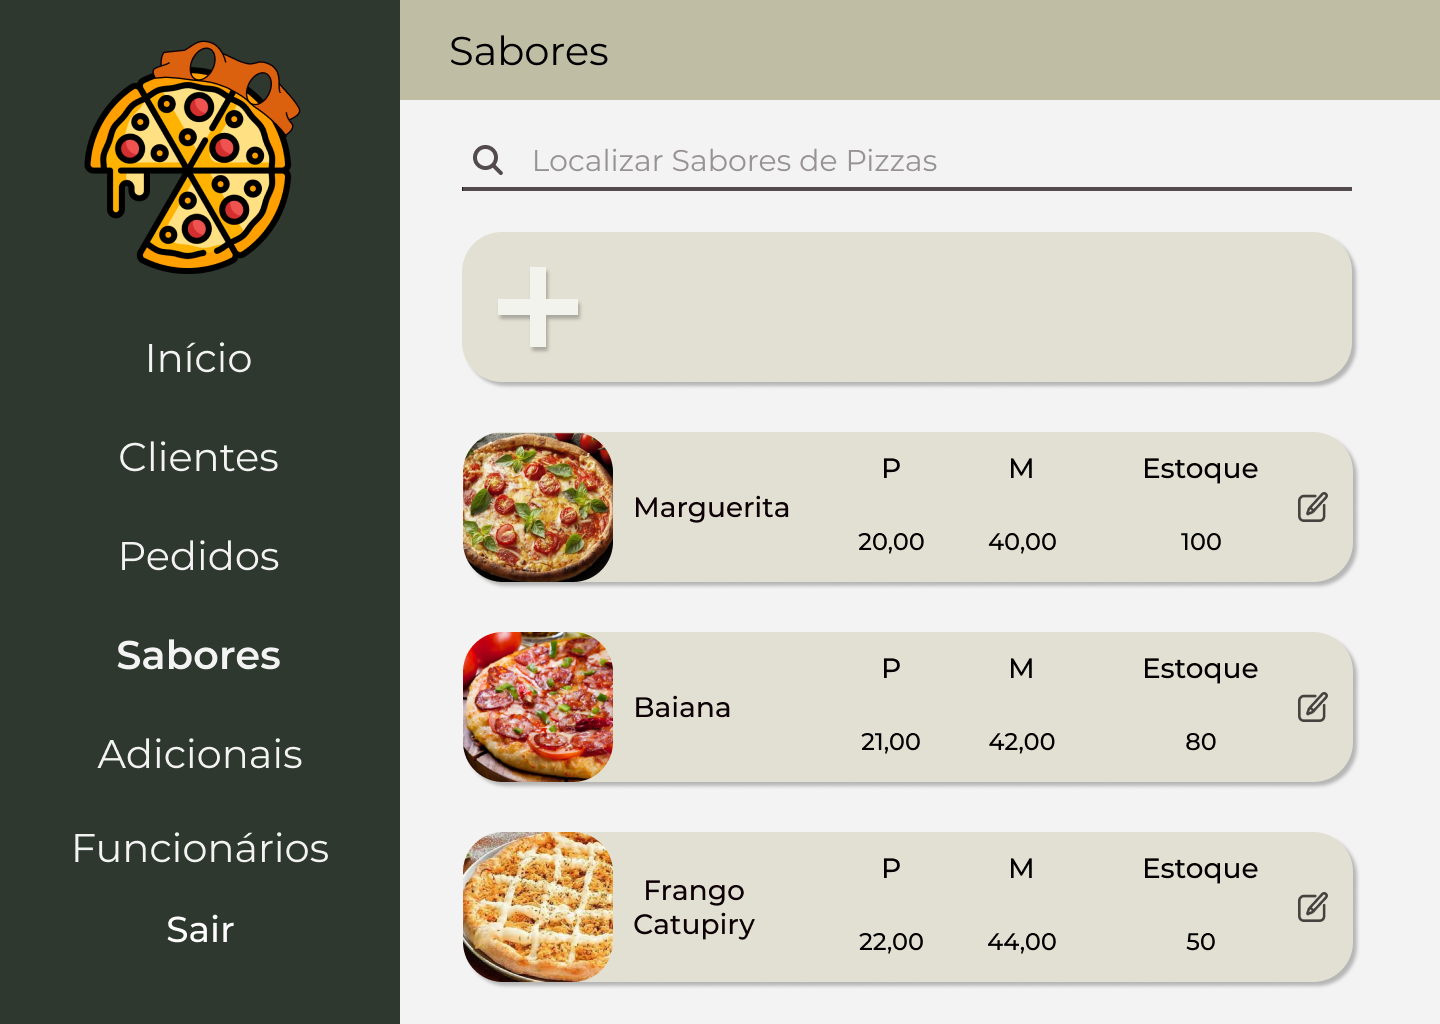 Sabores
Localizar Sabores de Pizzas
Início
Clientes
Pedidos
Sabores
Adicionais
Funcionários
Sair
Marguerita
P M Estoque
20,00 40,00 100
Baiana
P M Estoque
21,00 42,00 80
Frango
Catupiry
P M Estoque
22,00 44,00 50